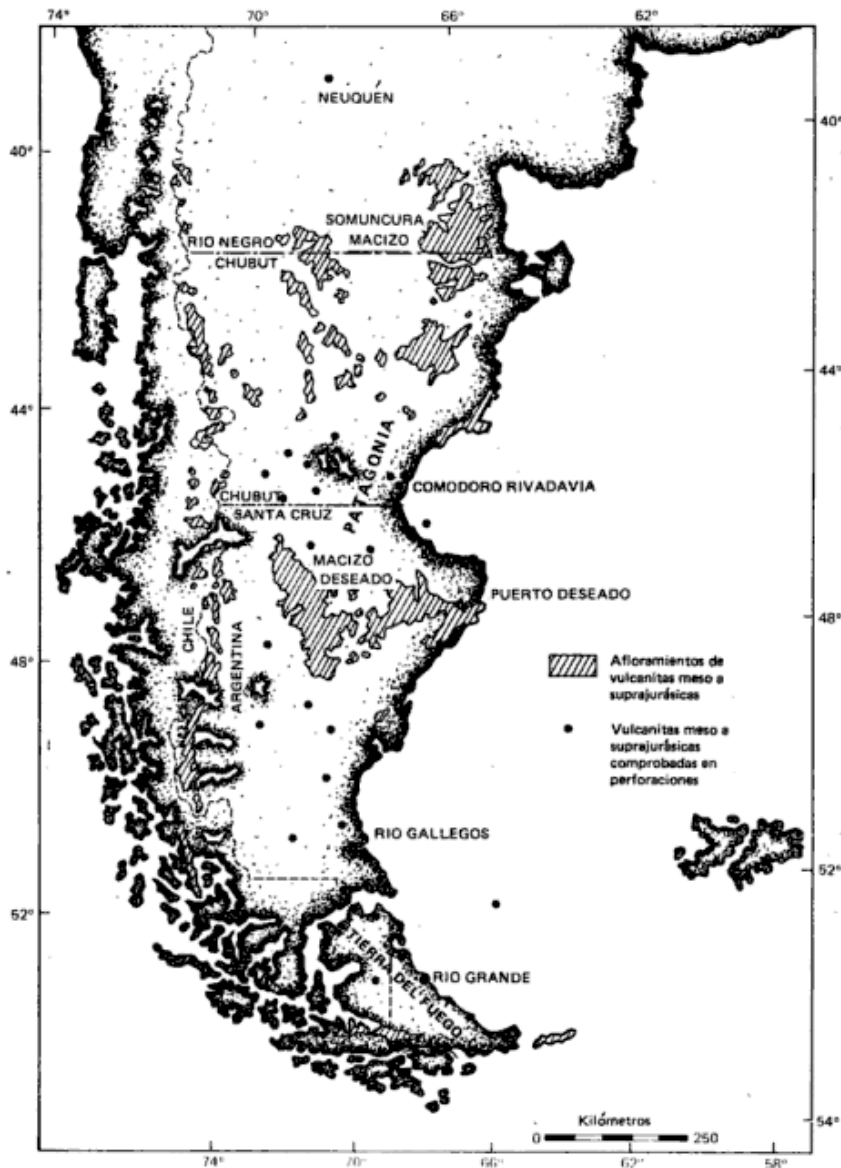 74° 70° 66° 62°
NEUQUEN
40°
40°
SOMUNCURA
RIO NEGRO MACIZO
CHUBUT
44°
44°
PATAGONIA
COMODORO RIVADAVIA
CHUBUT
SANTA CRUZ
MACIZO
DESEADO
PUERTO DESEADO
CHILE
ARGENTINA
48°
48°
Afloramientos de
vulcanitas meso a
suprajurásicas
Vulcanitas meso a
suprajurásicas
comprobadas en
perforaciones
RIO GALLEGOS
52°
52°
TIERRA DEL FUEGO
RIO GRANDE
Kilómetros
0 250
54°
74° 70° 66° 62° 58°